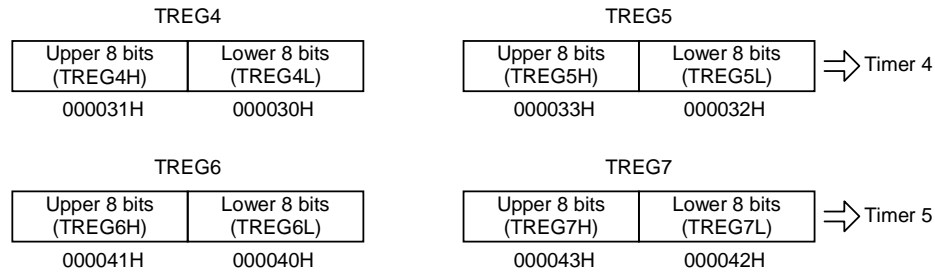 TREG4 TREG5
Upper 8 bits Lower 8 bits Upper 8 bits Lower 8 bits
(TREG4H) (TREG4L) (TREG5H) (TREG5L) Timer 4
000031H 000030H 000033H 000032H
TREG6 TREG7
Upper 8 bits Lower 8 bits Upper 8 bits Lower 8 bits
(TREG6H) (TREG6L) (TREG7H) (TREG7L) Timer 5
000041H 000040H 000043H 000042H